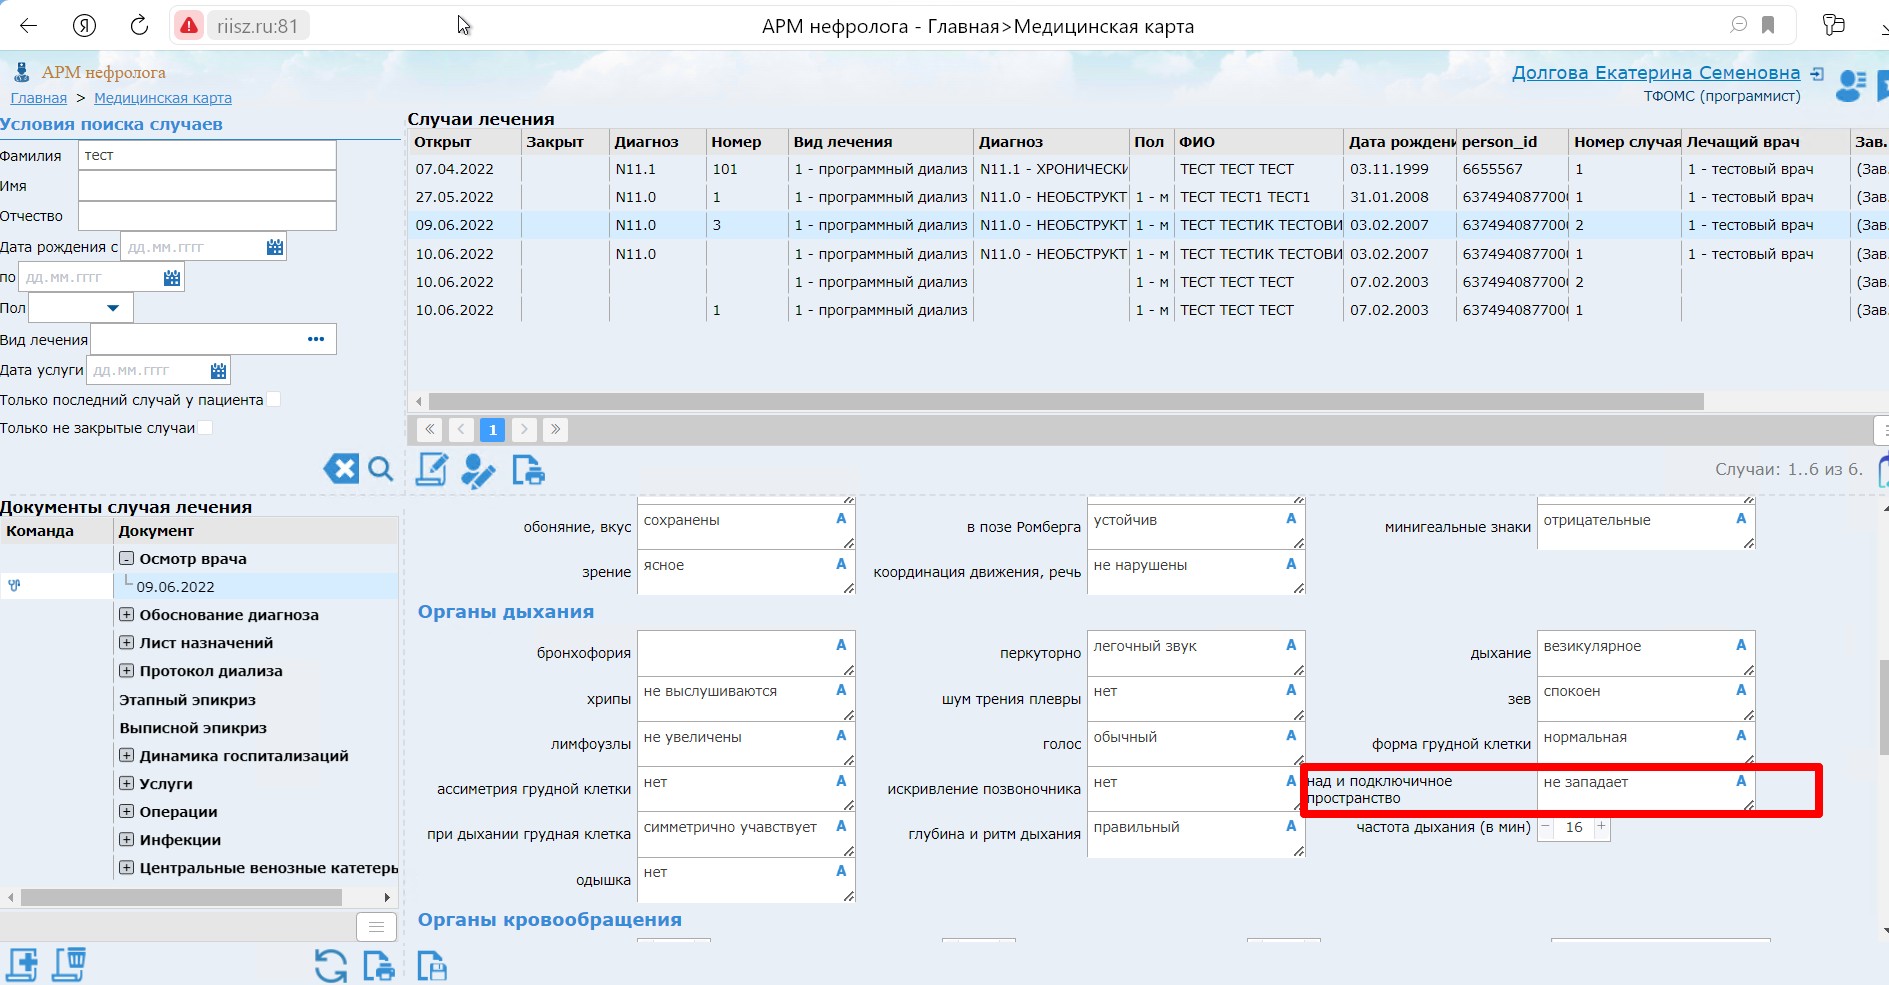 riisz.ru:81
АРМ нефролога - Главная>Медицинская карта
АРМ нефролога
Долгова Екатерина Семеновна
ТФОМС (программист)
Главная > Медицинская карта
Условия поиска случаев
Фамилия тест
Имя
Отчество
Дата рождения с дд.мм.гггг
по дд.мм.гггг
Пол
Вид лечения
Дата услуги дд.мм.гггг
Только последний случай у пациента
Только не закрытые случаи
Случаи лечения
Открыт Закрыт Диагноз Номер Вид лечения Диагноз Пол ФИО Дата рождени person_id Номер случая Лечащий врач Зав.
07.04.2022 N11.1 101 1 - программный диализ N11.1 - ХРОНИЧЕСКИ ТЕСТ ТЕСТ ТЕСТ 03.11.1999 6655567 1 1 - тестовый врач (Зав.
27.05.2022 N11.0 1 1 - программный диализ N11.0 - НЕОБСТРУКТ 1 - м ТЕСТ ТЕСТ1 ТЕСТ1 31.01.2008 637494087700 1 1 - тестовый врач (Зав.
09.06.2022 N11.0 3 1 - программный диализ N11.0 - НЕОБСТРУКТ 1 - м ТЕСТ ТЕСТИК ТЕСТОВИ 03.02.2007 637494087700 2 1 - тестовый врач (Зав.
10.06.2022 N11.0 1 - программный диализ N11.0 - НЕОБСТРУКТ 1 - м ТЕСТ ТЕСТИК ТЕСТОВИ 03.02.2007 637494087700 1 1 - тестовый врач (Зав.
10.06.2022 1 - программный диализ 1 - м ТЕСТ ТЕСТ ТЕСТ 07.02.2003 637494087700 2 (Зав.
10.06.2022 1 1 - программный диализ 1 - м ТЕСТ ТЕСТ ТЕСТ 07.02.2003 637494087700 1 (Зав.
« < 1 > »
Случаи: 1..6 из 6.
Документы случая лечения
Команда Документ
Осмотр врача
09.06.2022
Обоснование диагноза
Лист назначений
Протокол диализа
Этапный эпикриз
Выписной эпикриз
Динамика госпитализаций
Услуги
Операции
Инфекции
Центральные венозные катетеры
обоняние, вкус сохранены A в позе Ромберга устойчив A минигеальные знаки отрицательные A
зрение ясное A координация движения, речь не нарушены A
Органы дыхания
бронхофория A перкуторно легочный звук A дыхание везикулярное A
хрипы не выслушиваются A шум трения плевры нет A зев спокоен A
лимфоузлы не увеличены A голос обычный A форма грудной клетки нормальная A
ассиметрия грудной клетки нет A искривление позвоночника нет A над и подключичное пространство не западает A
при дыхании грудная клетка симметрично учавствует A глубина и ритм дыхания правильный A частота дыхания (в мин) − 16 +
одышка нет A
Органы кровообращения